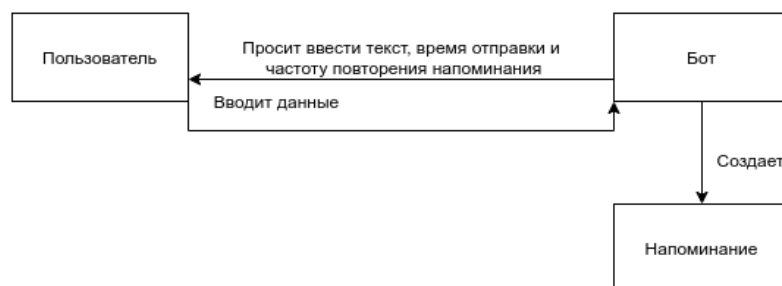 Пользователь
Просит ввести текст, время отправки и
частоту повторения напоминания
Бот
Вводит данные
Создает
Напоминание